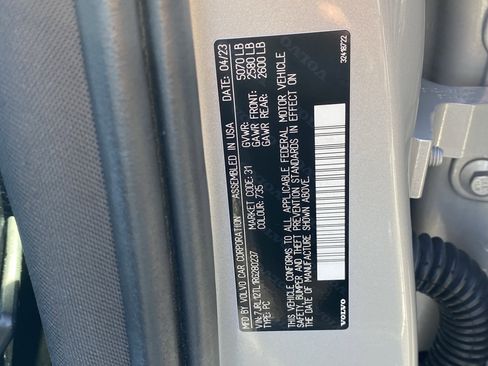 MFD BY VOLVO CAR CORPORATION ASSEMBLED IN USA DATE: 04/23
VIN: 7JRL12TL1RG280237 GVWR: 5070 LB
TYPE: PC MARKET CODE: 31 GAWR FRONT: 2580 LB
COLOUR: 735 GAWR REAR: 2600 LB
THIS VEHICLE CONFORMS TO ALL APPLICABLE FEDERAL MOTOR VEHICLE
SAFETY, BUMPER AND THEFT PREVENTION STANDARDS IN EFFECT ON
THE DATE OF MANUFACTURE SHOWN ABOVE.
VOLVO
32418722